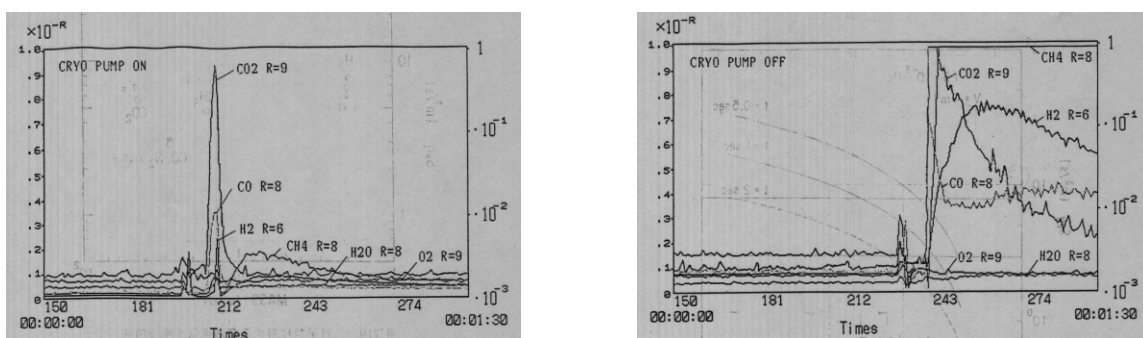 ×10⁻ᴿ
1.0
.9
.8
.7
.6
.5
.4
.3
.2
.1
0
CRYO PUMP ON
CO2 R=9
CO R=8
H2 R=6
CH4 R=8
H2O R=8
O2 R=9
1
10⁻¹
10⁻²
10⁻³
150 181 212 243 274
00:00:00 00:01:30
Times
×10⁻ᴿ
1.0
.9
.8
.7
.6
.5
.4
.3
.2
.1
0
CRYO PUMP OFF
CO2 R=9
CH4 R=8
H2 R=6
CO R=8
O2 R=9
H2O R=8
1
10⁻¹
10⁻²
10⁻³
150 181 212 243 274
00:00:00 00:01:30
Times